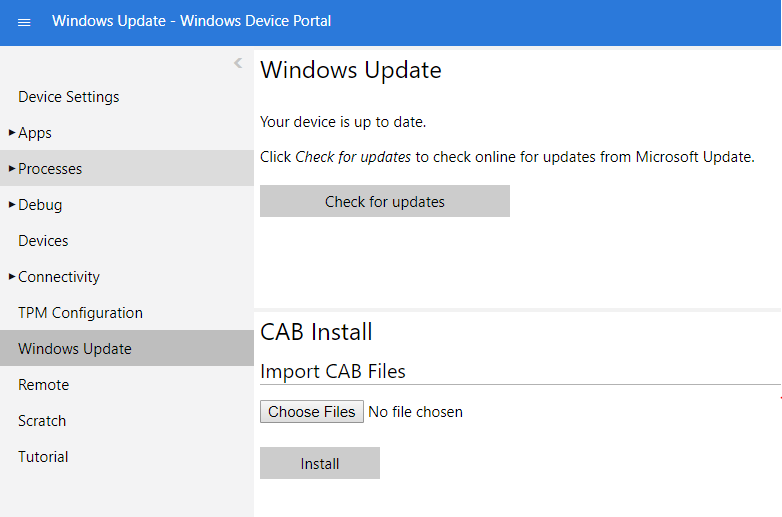 Windows Update - Windows Device Portal
Device Settings
Apps
Processes
Debug
Devices
Connectivity
TPM Configuration
Windows Update
Remote
Scratch
Tutorial
Windows Update
Your device is up to date.
Click Check for updates to check online for updates from Microsoft Update.
Check for updates
CAB Install
Import CAB Files
Choose Files No file chosen
Install